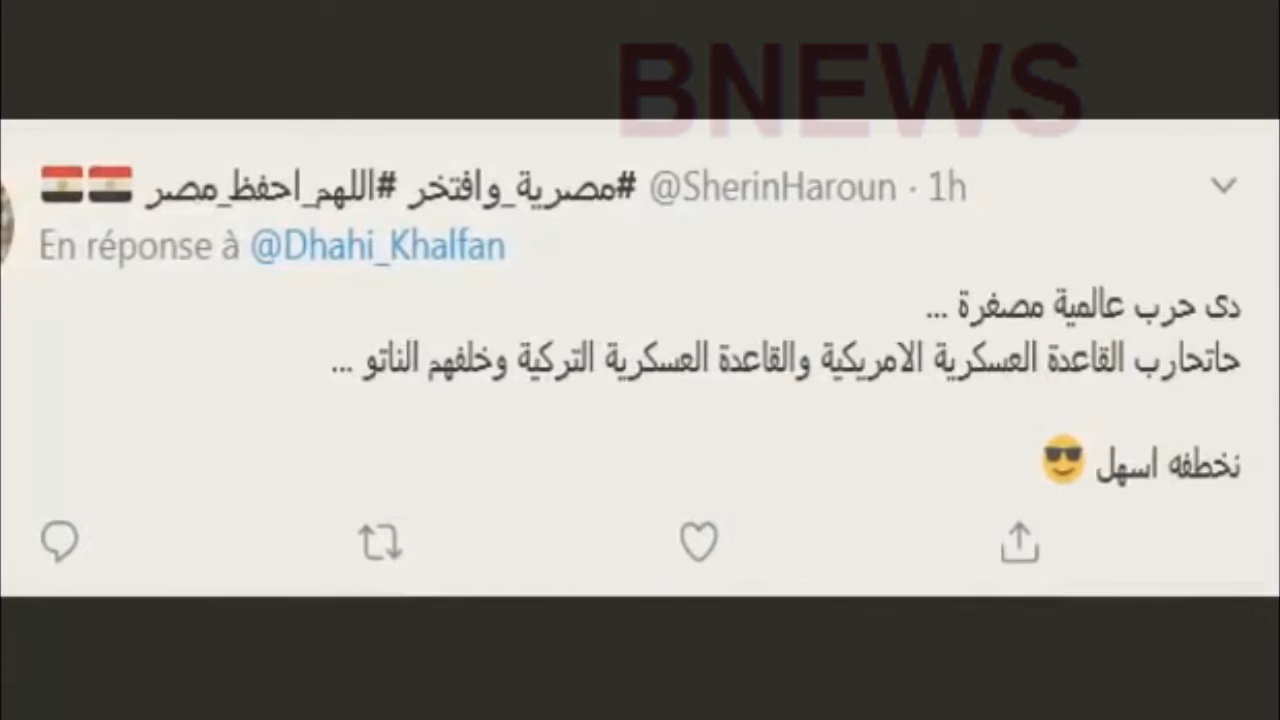 BNEWS
#مصرية_وافتخر #اللهم_احفظ_مصر 🇪🇬🇪🇬 @SherinHaroun · 1h
En réponse à @Dhahi_Khalfan
دى حرب عالمية مصغرة ...
حاتحارب القاعدة العسكرية الامريكية والقاعدة العسكرية التركية وخلفهم الناتو ...
نخطفه اسهل 😎